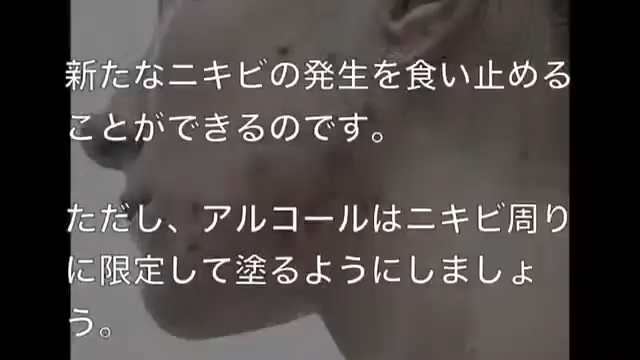 新たなニキビの発生を食い止める
ことができるのです。
ただし、アルコールはニキビ周り
に限定して塗るようにしましょ
う。